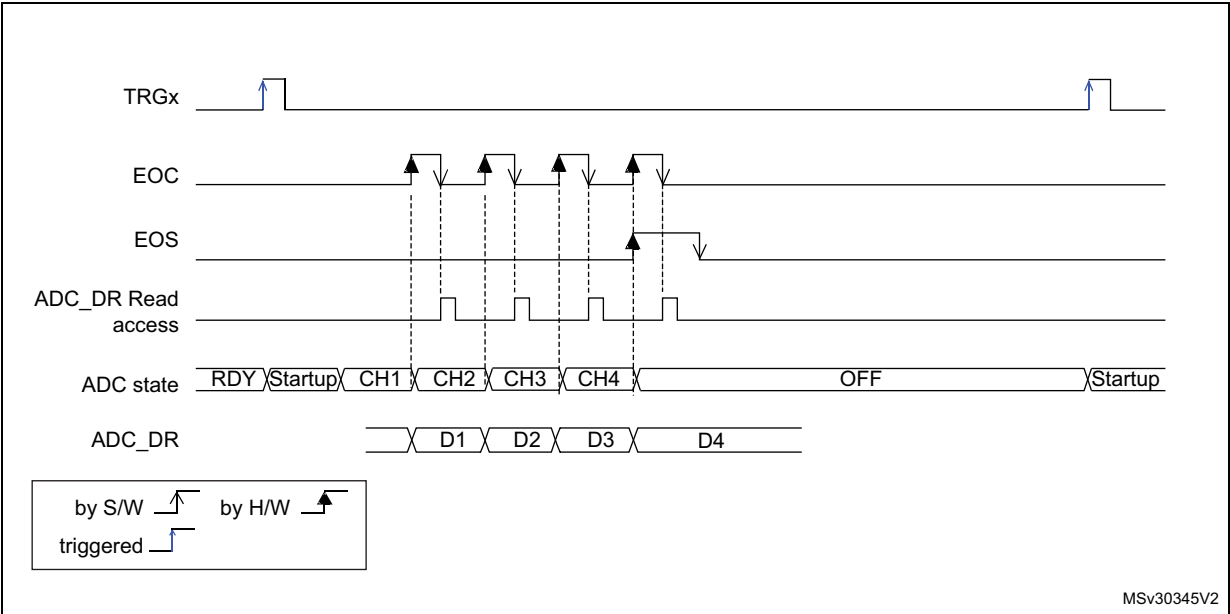 TRGx
EOC
EOS
ADC_DR Read
access
ADC state RDY Startup CH1 CH2 CH3 CH4 OFF Startup
ADC_DR D1 D2 D3 D4
by S/W by H/W
triggered
MSv30345V2